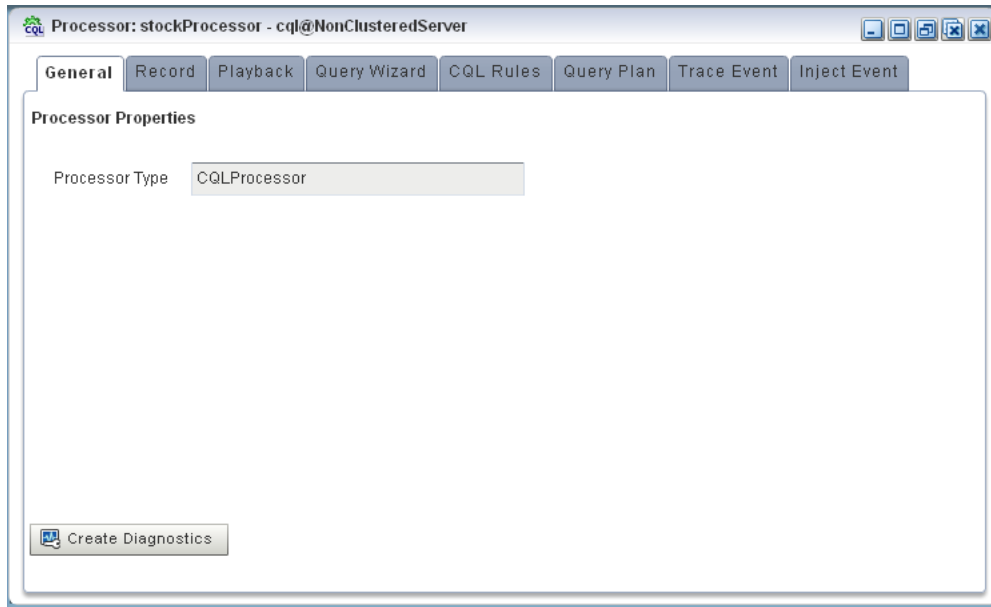 CQL
Processor: stockProcessor - cql@NonClusteredServer
General Record Playback Query Wizard CQL Rules Query Plan Trace Event Inject Event
Processor Properties
Processor Type CQLProcessor
Create Diagnostics